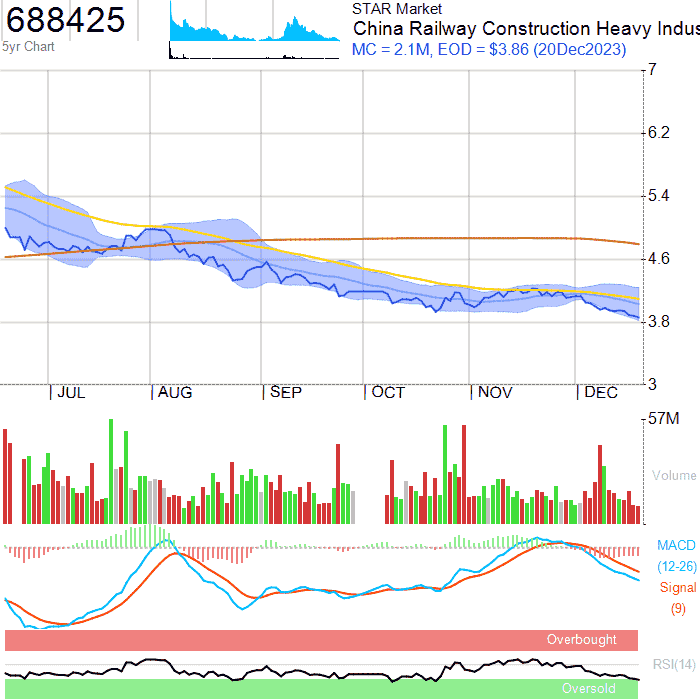 688425
5yr Chart
STAR Market
China Railway Construction Heavy Indus
MC = 2.1M, EOD = $3.86 (20Dec2023)
7
6.2
5.4
4.6
3.8
3
JUL AUG SEP OCT NOV DEC
57M
Volume
MACD
(12-26)
Signal
(9)
Overbought
RSI(14)
Oversold